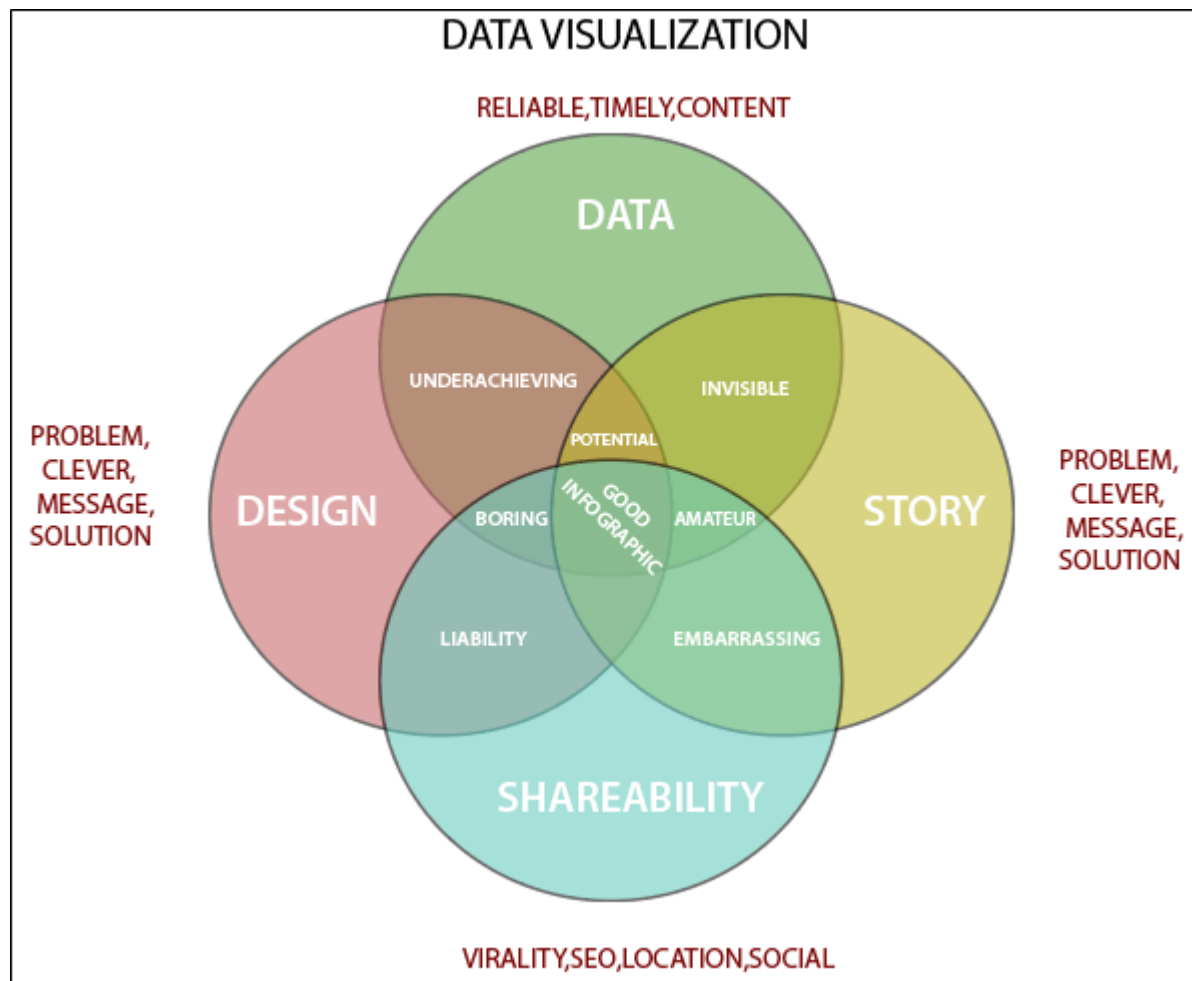 DATA VISUALIZATION
RELIABLE,TIMELY,CONTENT
DATA
UNDERACHIEVING
INVISIBLE
POTENTIAL
PROBLEM,
CLEVER,
MESSAGE,
SOLUTION
DESIGN
BORING
GOOD
INFOGRAPHIC
AMATEUR
STORY
PROBLEM,
CLEVER,
MESSAGE,
SOLUTION
LIABILITY
EMBARRASSING
SHAREABILITY
VIRALITY,SEO,LOCATION,SOCIAL